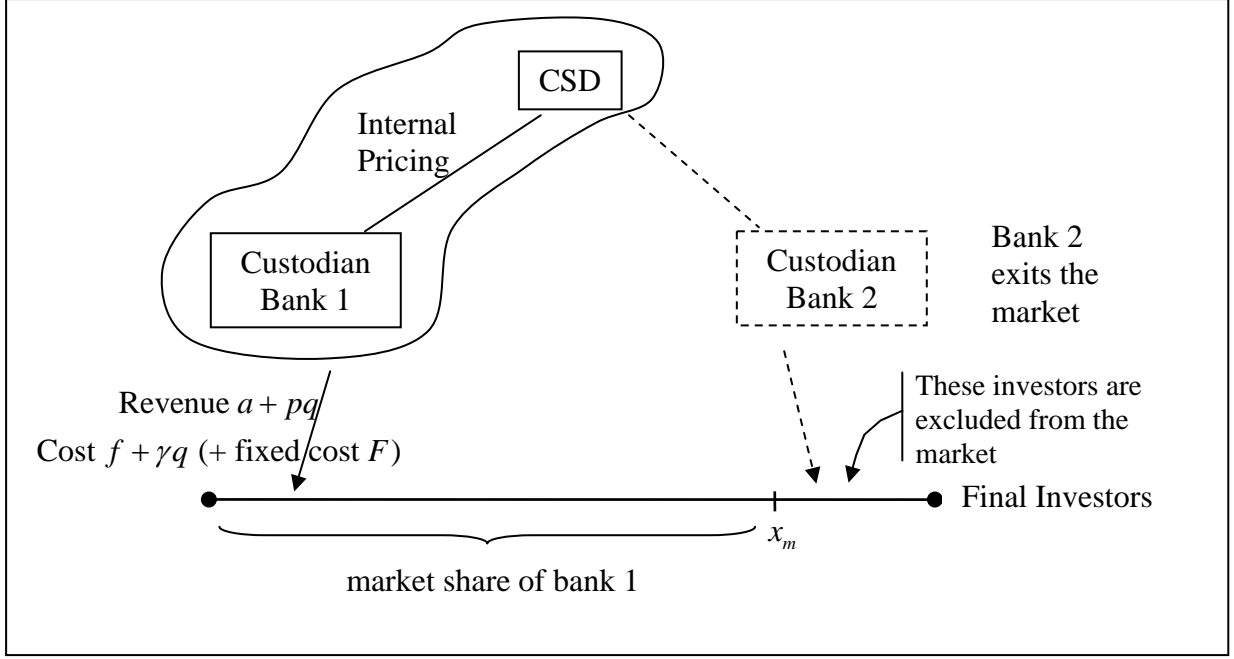 CSD
Internal
Pricing
Custodian
Bank 1
Custodian
Bank 2
Bank 2
exits the
market
Revenue a + pq
Cost f + γq (+ fixed cost F)
These investors are
excluded from the
market
Final Investors
x_m
market share of bank 1